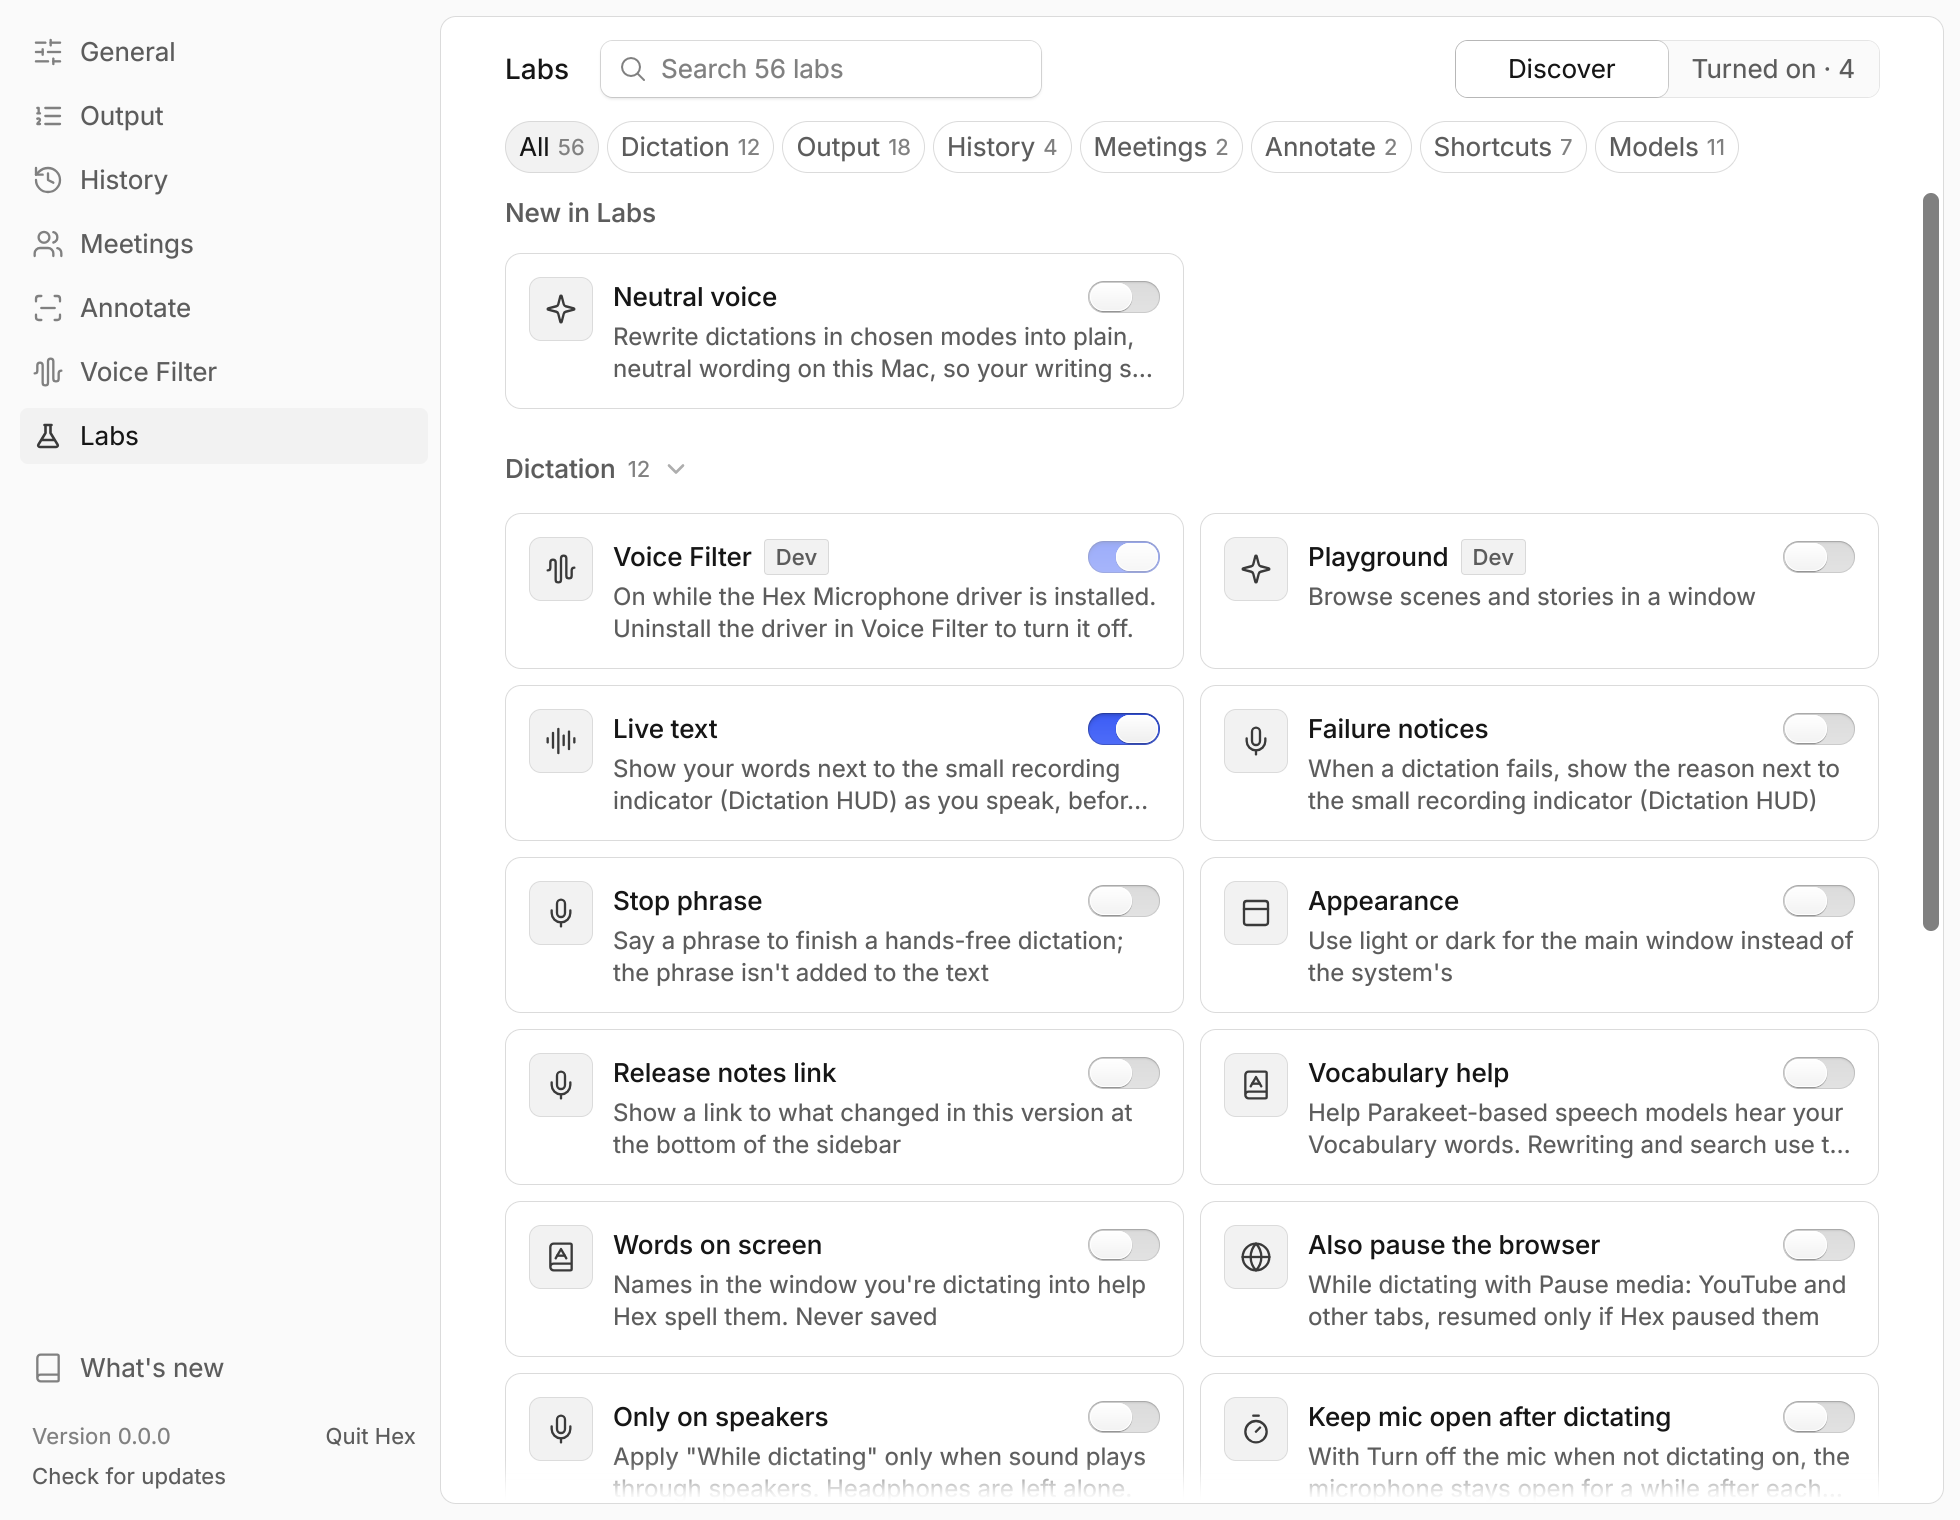 General
Output
History
Meetings
Annotate
Voice Filter
Labs
What's new
Version 0.0.0
Quit Hex
Check for updates
Labs
Search 56 labs
Discover
Turned on · 4
All 56
Dictation 12
Output 18
History 4
Meetings 2
Annotate 2
Shortcuts 7
Models 11
New in Labs
Neutral voice
Rewrite dictations in chosen modes into plain,
neutral wording on this Mac, so your writing s...
Dictation 12
Voice Filter Dev
On while the Hex Microphone driver is installed.
Uninstall the driver in Voice Filter to turn it off.
Playground Dev
Browse scenes and stories in a window
Live text
Show your words next to the small recording
indicator (Dictation HUD) as you speak, befor...
Failure notices
When a dictation fails, show the reason next to
the small recording indicator (Dictation HUD)
Stop phrase
Say a phrase to finish a hands-free dictation;
the phrase isn't added to the text
Appearance
Use light or dark for the main window instead of
the system's
Release notes link
Show a link to what changed in this version at
the bottom of the sidebar
Vocabulary help
Help Parakeet-based speech models hear your
Vocabulary words. Rewriting and search use t...
Words on screen
Names in the window you're dictating into help
Hex spell them. Never saved
Also pause the browser
While dictating with Pause media: YouTube and
other tabs, resumed only if Hex paused them
Only on speakers
Apply "While dictating" only when sound plays
through speakers. Headphones are left alone.
Keep mic open after dictating
With Turn off the mic when not dictating on, the
microphone stays open for a while after each...